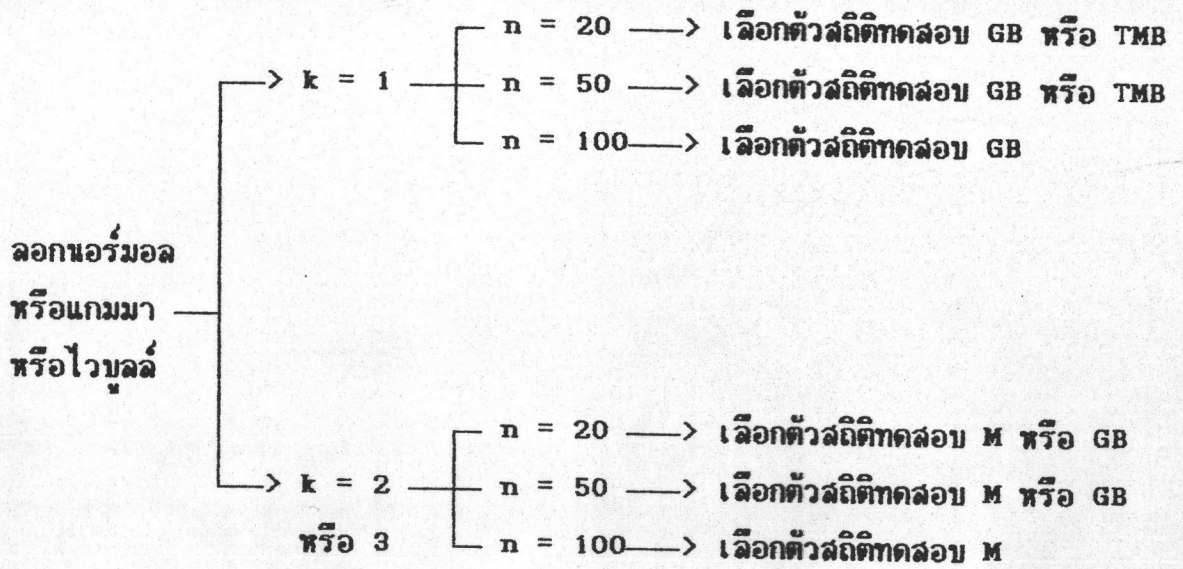 n = 20 ──> เลือกตัวสถิติทดสอบ GB หรือ TMB
k = 1
n = 50 ──> เลือกตัวสถิติทดสอบ GB หรือ TMB
n = 100──> เลือกตัวสถิติทดสอบ GB
ลอกนอร์มอล
หรือแกมมา
หรือไวบูลล์
n = 20 ──> เลือกตัวสถิติทดสอบ M หรือ GB
k = 2
n = 50 ──> เลือกตัวสถิติทดสอบ M หรือ GB
หรือ 3
n = 100──> เลือกตัวสถิติทดสอบ M